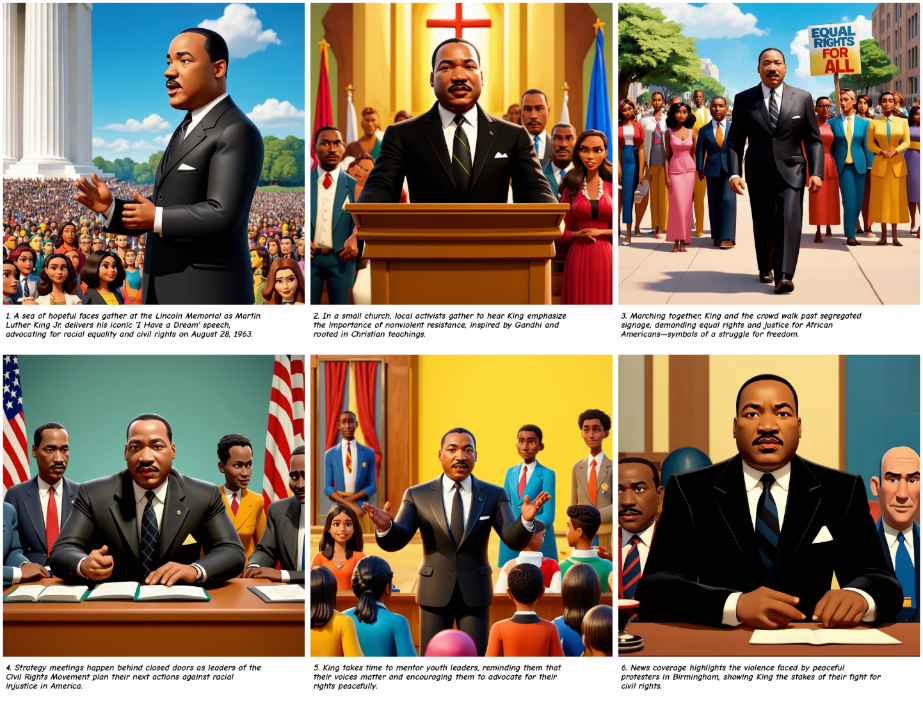 EQUAL
RIGHTS
FOR
ALL
1. A sea of hopeful faces gather at the Lincoln Memorial as Martin
Luther King Jr. delivers his iconic 'I Have a Dream' speech,
advocating for racial equality and civil rights on August 28, 1963.
2. In a small church, local activists gather to hear King emphasize
the importance of nonviolent resistance, inspired by Gandhi and
rooted in Christian teachings.
3. Marching together, King and the crowd walk past segregated
signage, demanding equal rights and justice for African
Americans—symbols of a struggle for freedom.
4. Strategy meetings happen behind closed doors as leaders of the
Civil Rights Movement plan their next actions against racial
injustice in America.
5. King takes time to mentor youth leaders, reminding them that
their voices matter and encouraging them to advocate for their
rights peacefully.
6. News coverage highlights the violence faced by peaceful
protesters in Birmingham, showing King the stakes of their fight for
civil rights.